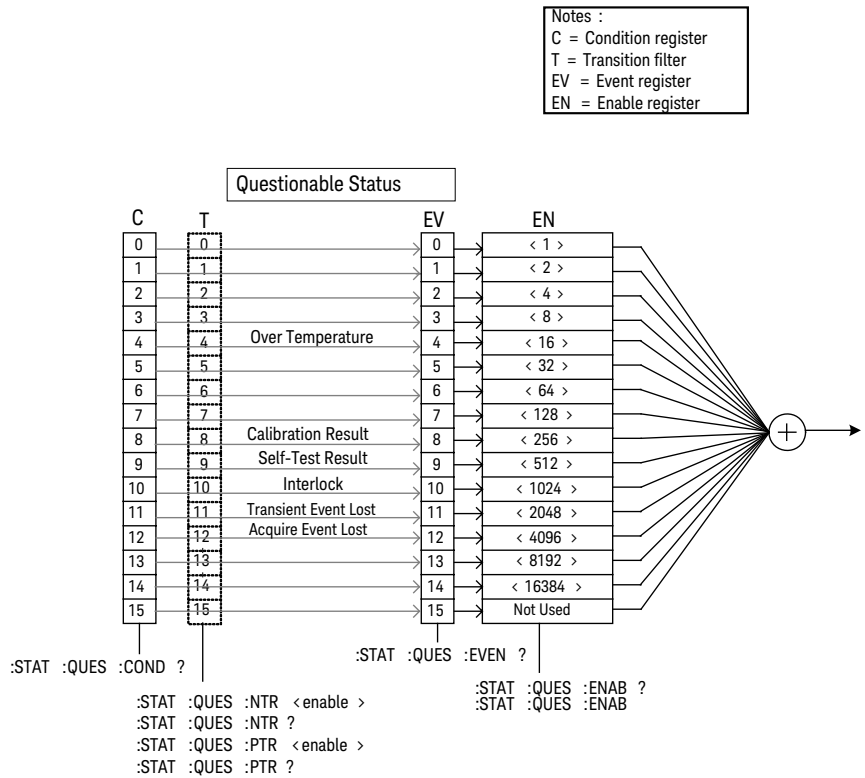 Notes :
C = Condition register
T = Transition filter
EV = Event register
EN = Enable register
Questionable Status
C T EV EN
0 0 0 < 1 >
1 1 1 < 2 >
2 2 2 < 4 >
3 3 3 < 8 >
4 4 Over Temperature 4 < 16 >
5 5 5 < 32 >
6 6 6 < 64 >
7 7 7 < 128 >
8 8 Calibration Result 8 < 256 >
9 9 Self-Test Result 9 < 512 >
10 10 Interlock 10 < 1024 >
11 11 Transient Event Lost 11 < 2048 >
12 12 Acquire Event Lost 12 < 4096 >
13 13 13 < 8192 >
14 14 14 < 16384 >
15 15 15 Not Used
+
:STAT :QUES :COND ?
:STAT :QUES :EVEN ?
:STAT :QUES :ENAB ?
:STAT :QUES :ENAB
:STAT :QUES :NTR < enable >
:STAT :QUES :NTR ?
:STAT :QUES :PTR < enable >
:STAT :QUES :PTR ?